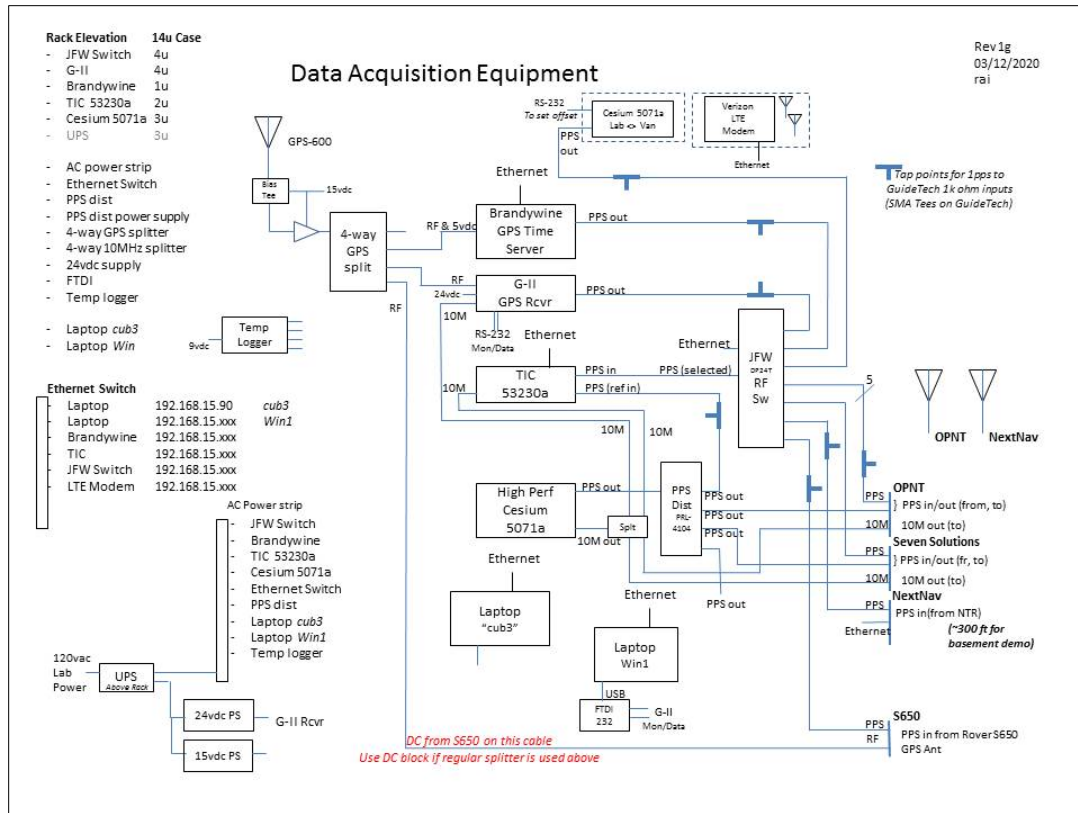 Rack Elevation 14u Case
- JFW Switch 4u
- G-II 4u
- Brandywine 1u
- TIC 53230a 2u
- Cesium 5071a 3u
- UPS 3u
- AC power strip
- Ethernet Switch
- PPS dist
- PPS dist power supply
- 4-way GPS splitter
- 4-way 10MHz splitter
- 24vdc supply
- FTDI
- Temp logger
- Laptop cub3
- Laptop Win
Data Acquisition Equipment
Rev 1g
03/12/2020
rai
GPS-600
Bias
Tee
15vdc
4-way
GPS
split
RF & 5vdc
RF
RF
RS-232
To set offset
PPS
out
Cesium 5071a
Lab <> Van
Verizon
LTE
Modem
Ethernet
Tap points for 1pps to
GuideTech 1k ohm inputs
(SMA Tees on GuideTech)
Ethernet
Brandywine
GPS Time
Server
PPS out
G-II
GPS Rcvr
PPS out
24vdc
10M
RS-232
Mon/Data
Ethernet
TIC
53230a
10M
PPS in
PPS (selected)
PPS (ref in)
10M
10M
Ethernet
JFW
DP24T
RF
Sw
5
OPNT
NextNav
9vdc
Temp
Logger
Ethernet Switch
- Laptop 192.168.15.90 cub3
- Laptop 192.168.15.xxx Win1
- Brandywine 192.168.15.xxx
- TIC 192.168.15.xxx
- JFW Switch 192.168.15.xxx
- LTE Modem 192.168.15.xxx
AC Power strip
- JFW Switch
- Brandywine
- TIC 53230a
- Cesium 5071a
- Ethernet Switch
- PPS dist
- Laptop cub3
- Laptop Win1
- Temp logger
120vac
Lab
Power
UPS
Above Rack
24vdc PS
G-II Rcvr
15vdc PS
High Perf
Cesium
5071a
PPS out
10M out
Splt
PPS
Dist
PRL-
4104
PPS out
PPS out
PPS out
PPS out
Ethernet
Laptop
"cub3"
Ethernet
Laptop
Win1
USB
FTDI
232
G-II
Mon/Data
OPNT
PPS
} PPS in/out (from, to)
10M
10M out (to)
Seven Solutions
PPS
} PPS in/out (fr, to)
10M
10M out (to)
NextNav
PPS
PPS in(from NTR)
Ethernet
(~300 ft for
basement demo)
S650
PPS
PPS in from Rover S650
RF
GPS Ant
DC from S650 on this cable
Use DC block if regular splitter is used above